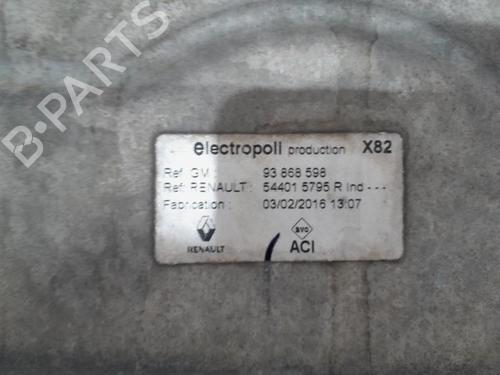 electropoli production X82
Ref. GM : 93 868 598
Ref. RENAULT : 54401 5795 R Ind - - -
Fabrication : 03/02/2016 13:07
RENAULT
SVO
ACI
B-PARTS